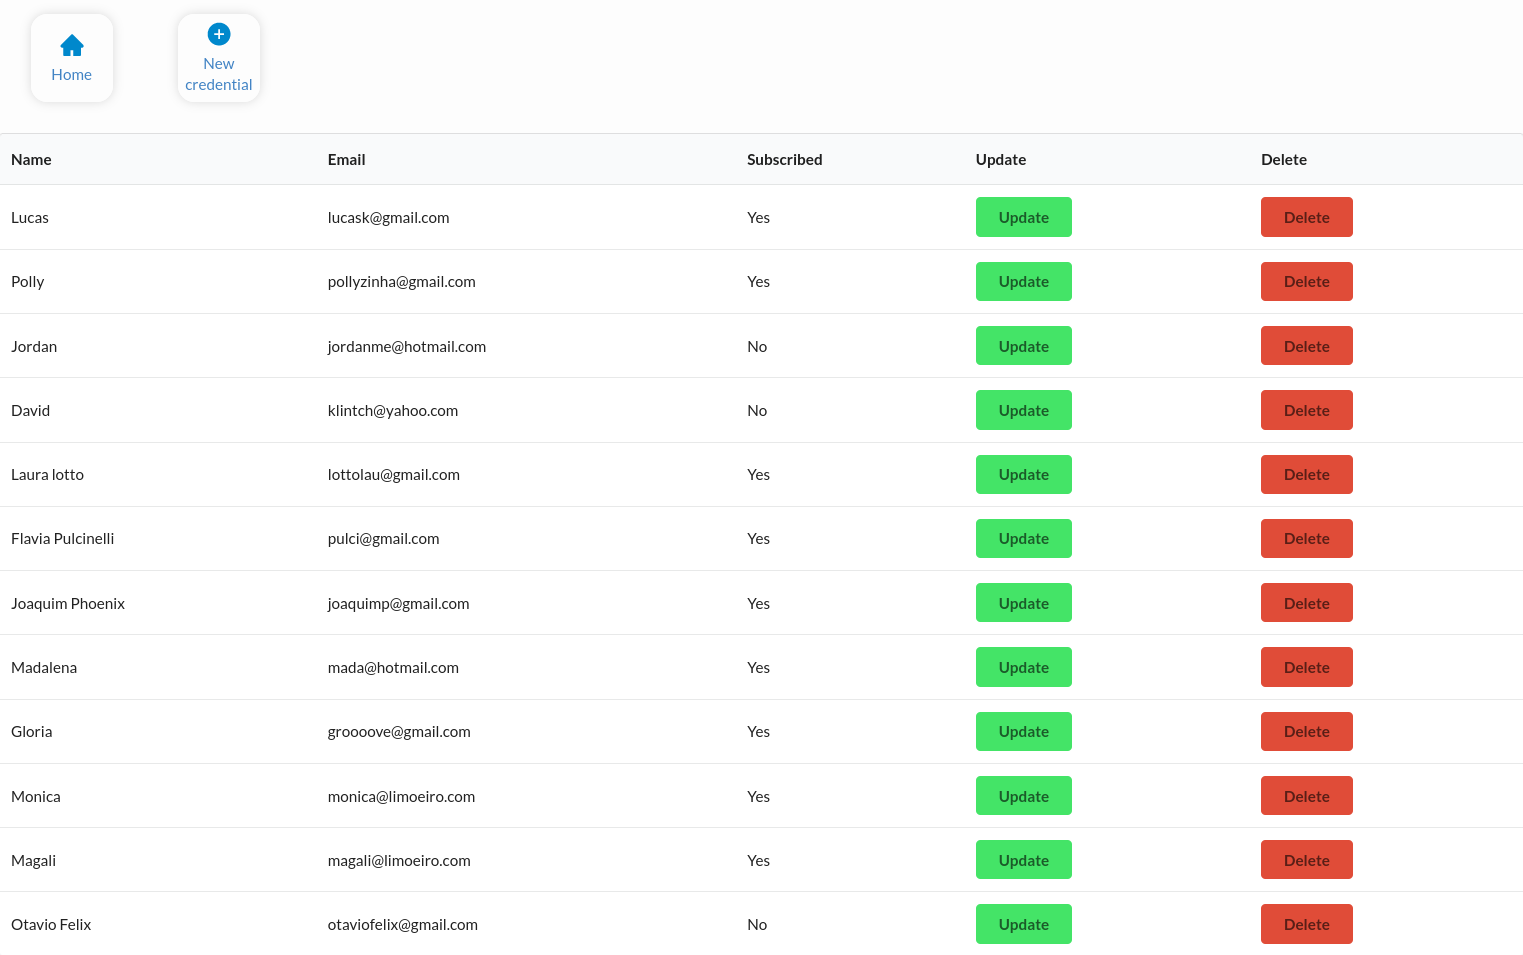 Home
New
credential
Name Email Subscribed Update Delete
Lucas lucask@gmail.com Yes Update Delete
Polly pollyzinha@gmail.com Yes Update Delete
Jordan jordanme@hotmail.com No Update Delete
David klintch@yahoo.com No Update Delete
Laura lotto lottolau@gmail.com Yes Update Delete
Flavia Pulcinelli pulci@gmail.com Yes Update Delete
Joaquim Phoenix joaquimp@gmail.com Yes Update Delete
Madalena mada@hotmail.com Yes Update Delete
Gloria groooove@gmail.com Yes Update Delete
Monica monica@limoeiro.com Yes Update Delete
Magali magali@limoeiro.com Yes Update Delete
Otavio Felix otaviofelix@gmail.com No Update Delete